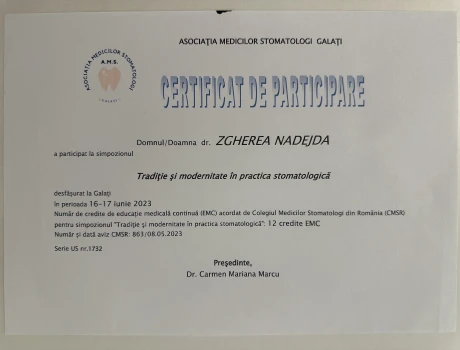 ASOCIAȚIA MEDICILOR STOMATOLOGI GALAȚI
ASOCIAȚIA MEDICILOR STOMATOLOGI
A.M.S.
GALAȚI
CERTIFICAT DE PARTICIPARE
Domnul/Doamna dr. ZGHEREA NADEJDA
a participat la simpozionul
Tradiție și modernitate în practica stomatologică
desfășurat la Galați
în perioada 16-17 iunie 2023
Număr de credite de educație medicală continuă (EMC) acordat de Colegiul Medicilor Stomatologi din România (CMSR)
pentru simpozionul "Tradiție și modernitate în practica stomatologică": 12 credite EMC
Număr și dată aviz CMSR: 863/08.05.2023
Serie US nr.1732
Președinte,
Dr. Carmen Mariana Marcu